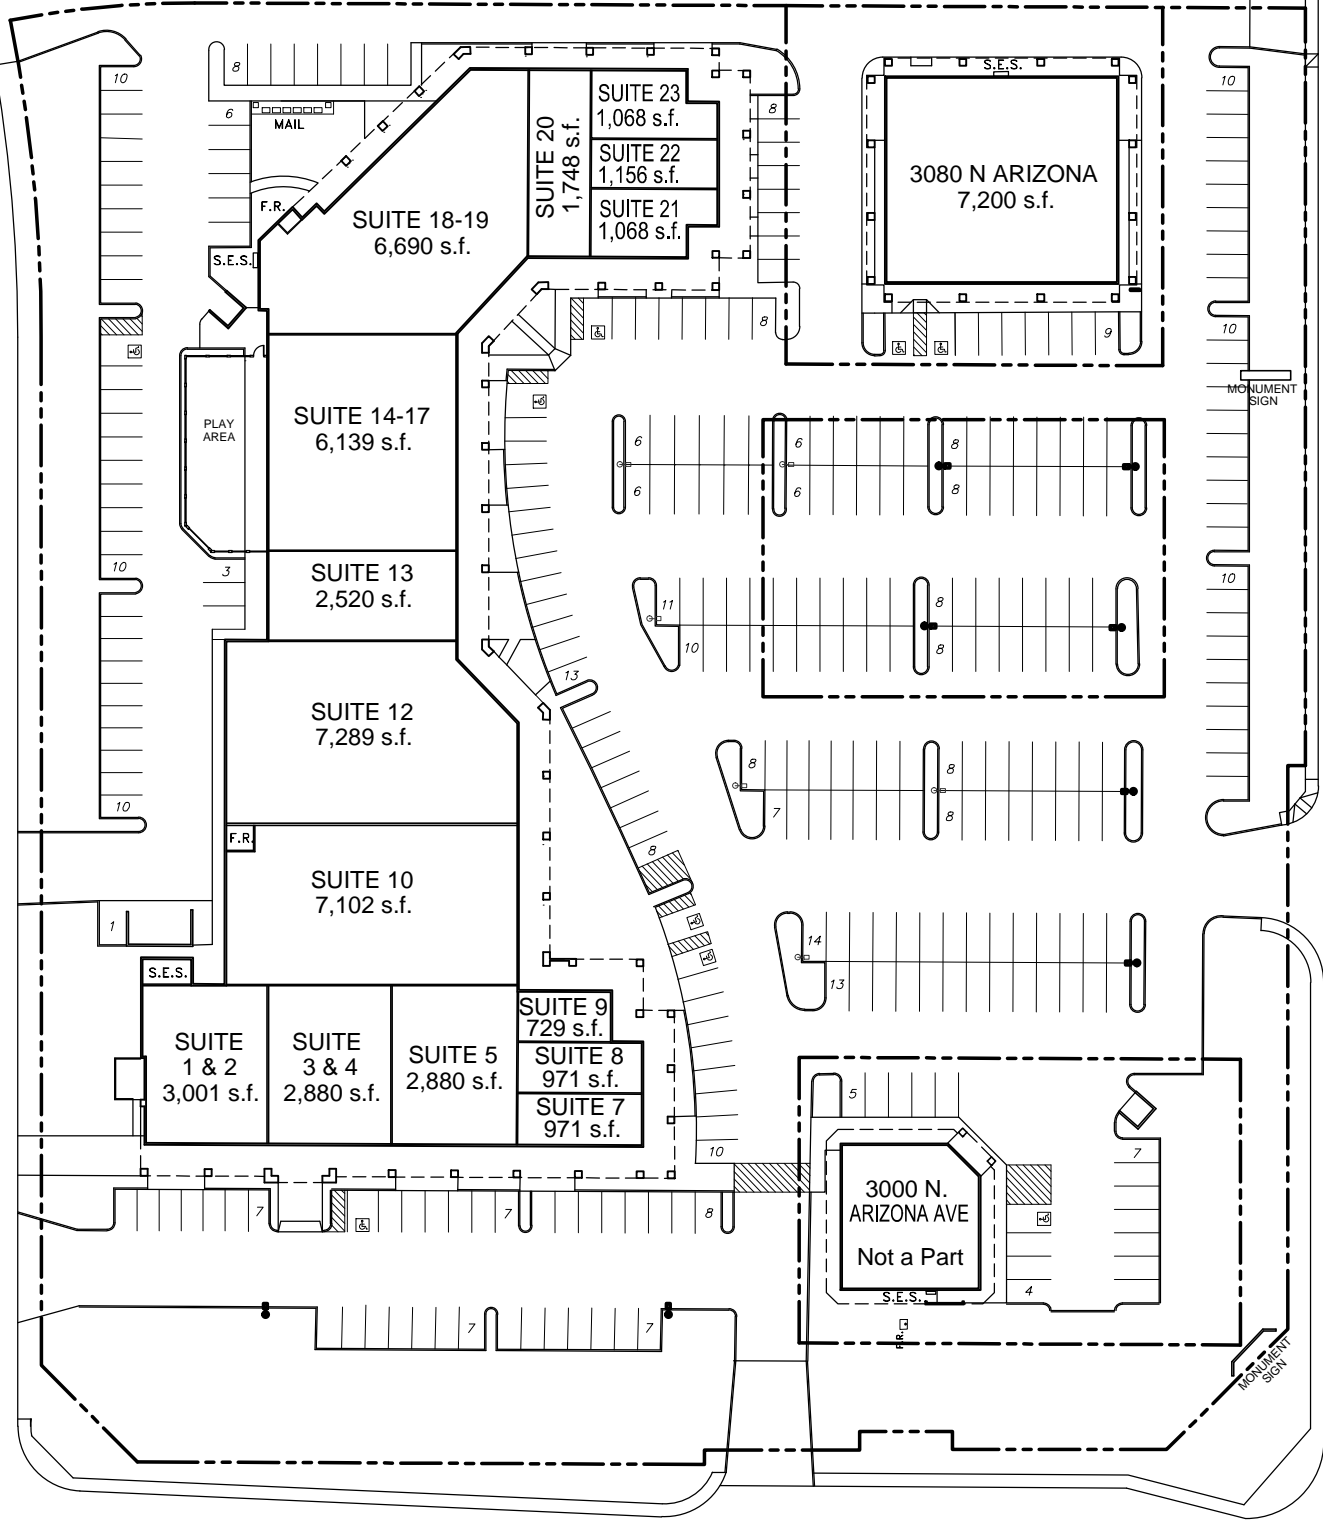 10
8
6
MAIL
F.R.
S.E.S.
SUITE 18-19
6,690 s.f.
SUITE 20
1,748 s.f.
SUITE 23
1,068 s.f.
SUITE 22
1,156 s.f.
SUITE 21
1,068 s.f.
8
8
S.E.S.
3080 N ARIZONA
7,200 s.f.
9
10
10
MONUMENT
SIGN
PLAY
AREA
SUITE 14-17
6,139 s.f.
6
6
6
6
8
8
10
3
SUITE 13
2,520 s.f.
13
11
10
8
8
10
SUITE 12
7,289 s.f.
10
F.R.
SUITE 10
7,102 s.f.
8
8
7
8
8
1
S.E.S.
14
13
SUITE
1 & 2
3,001 s.f.
SUITE
3 & 4
2,880 s.f.
SUITE 5
2,880 s.f.
SUITE 9
729 s.f.
SUITE 8
971 s.f.
SUITE 7
971 s.f.
10
5
7
3000 N.
ARIZONA AVE
Not a Part
S.E.S.
F.R.
4
7
7
8
7
7
MONUMENT
SIGN